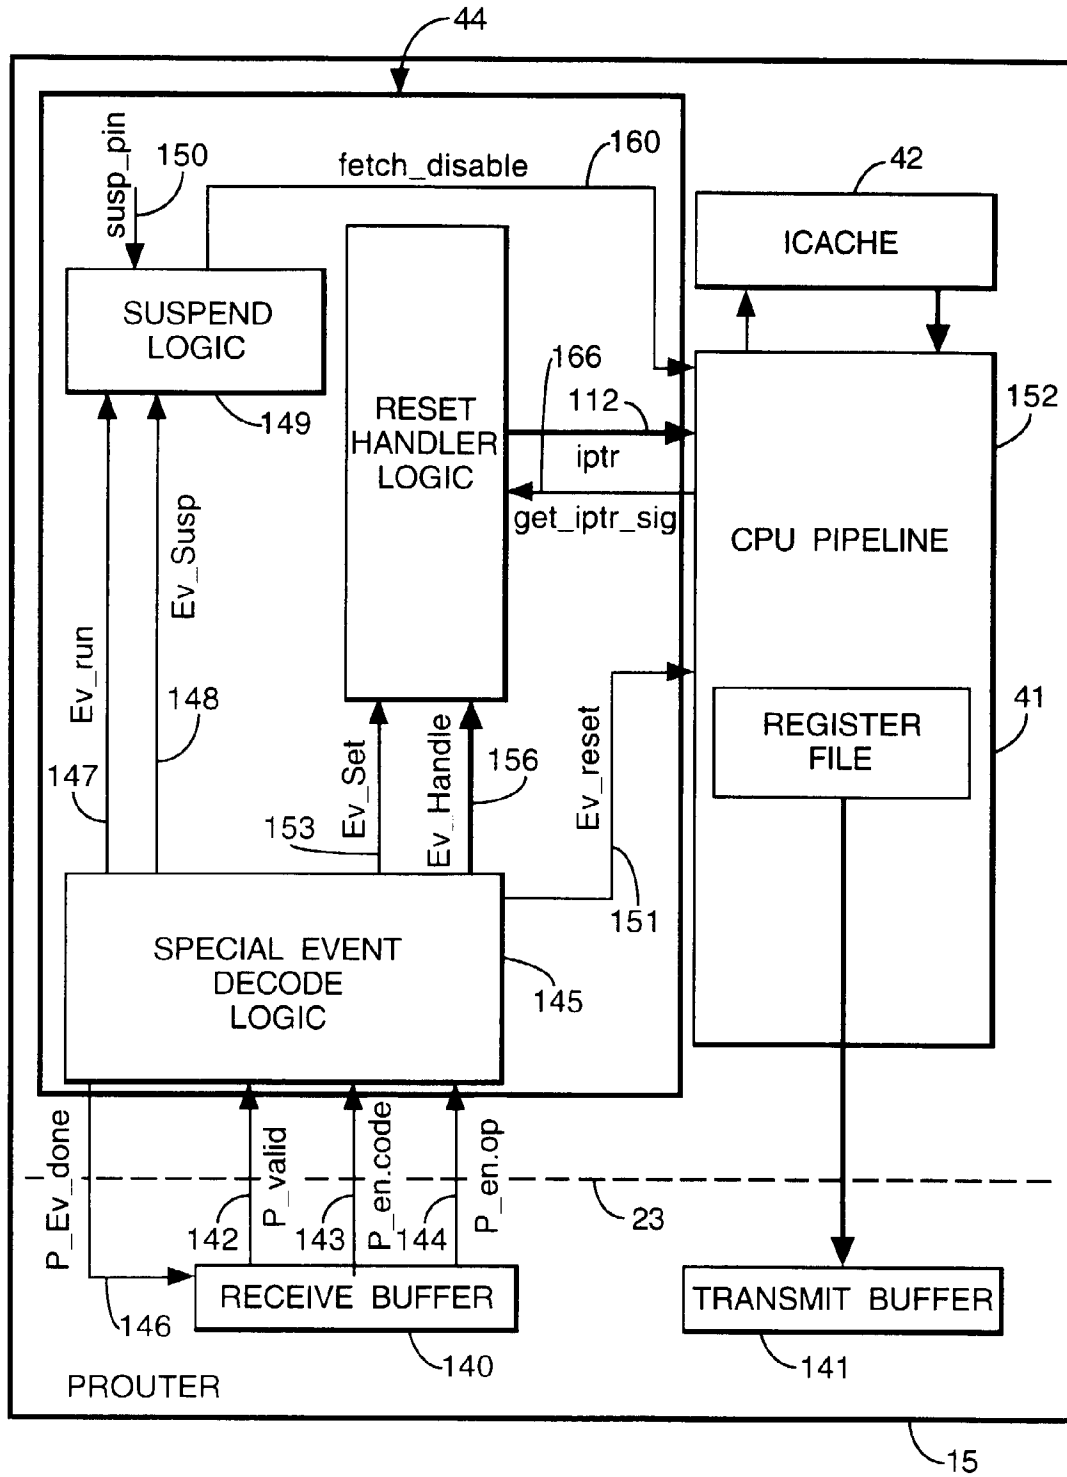 44
susp_pin
150
fetch_disable
160
42
ICACHE
SUSPEND
LOGIC
149
166
112
iptr
get_iptr_sig
152
RESET
HANDLER
LOGIC
CPU PIPELINE
Ev_run
Ev_Susp
147
148
Ev_Set
153
Ev_Handle
156
Ev_reset
151
REGISTER
FILE
41
SPECIAL EVENT
DECODE
LOGIC
145
P_Ev_done
P_valid
P_en.code
P_en.op
142
143
144
23
146
RECEIVE BUFFER
140
TRANSMIT BUFFER
141
PROUTER
15